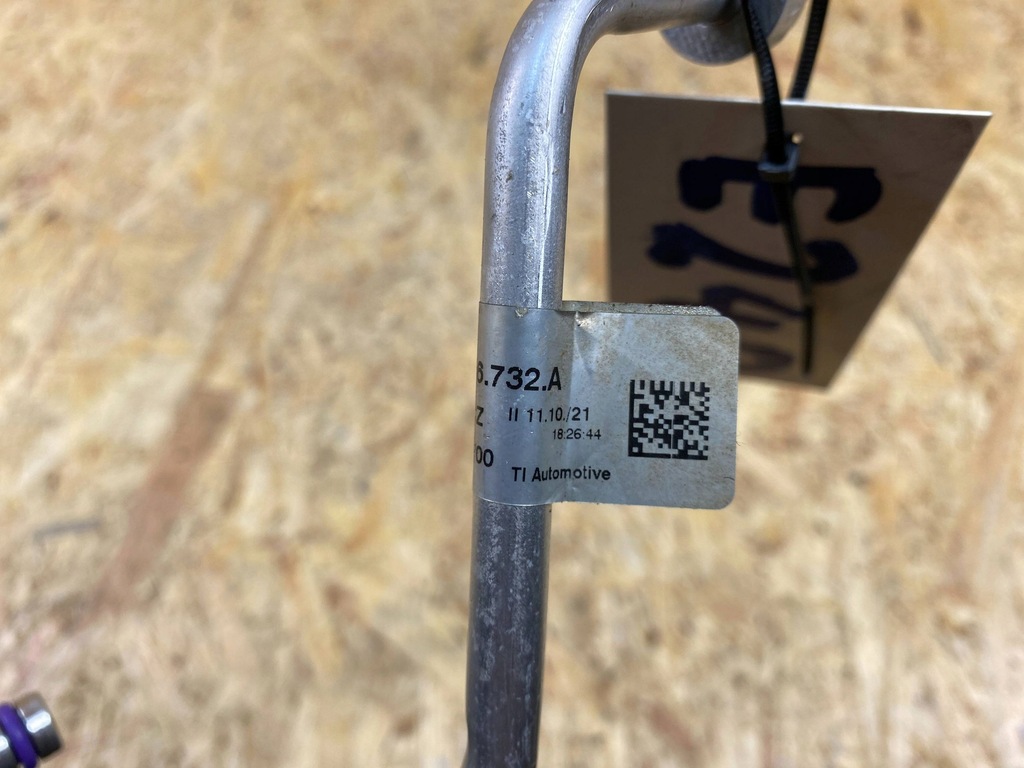 6.732.A
Z II 11.10./21
18:26:44
00 TI Automotive